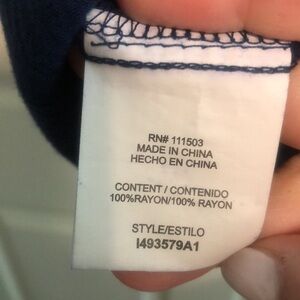 RN# 111503
MADE IN CHINA
HECHO EN CHINA
CONTENT / CONTENIDO
100%RAYON/100% RAYON
STYLE/ESTILO
I493579A1